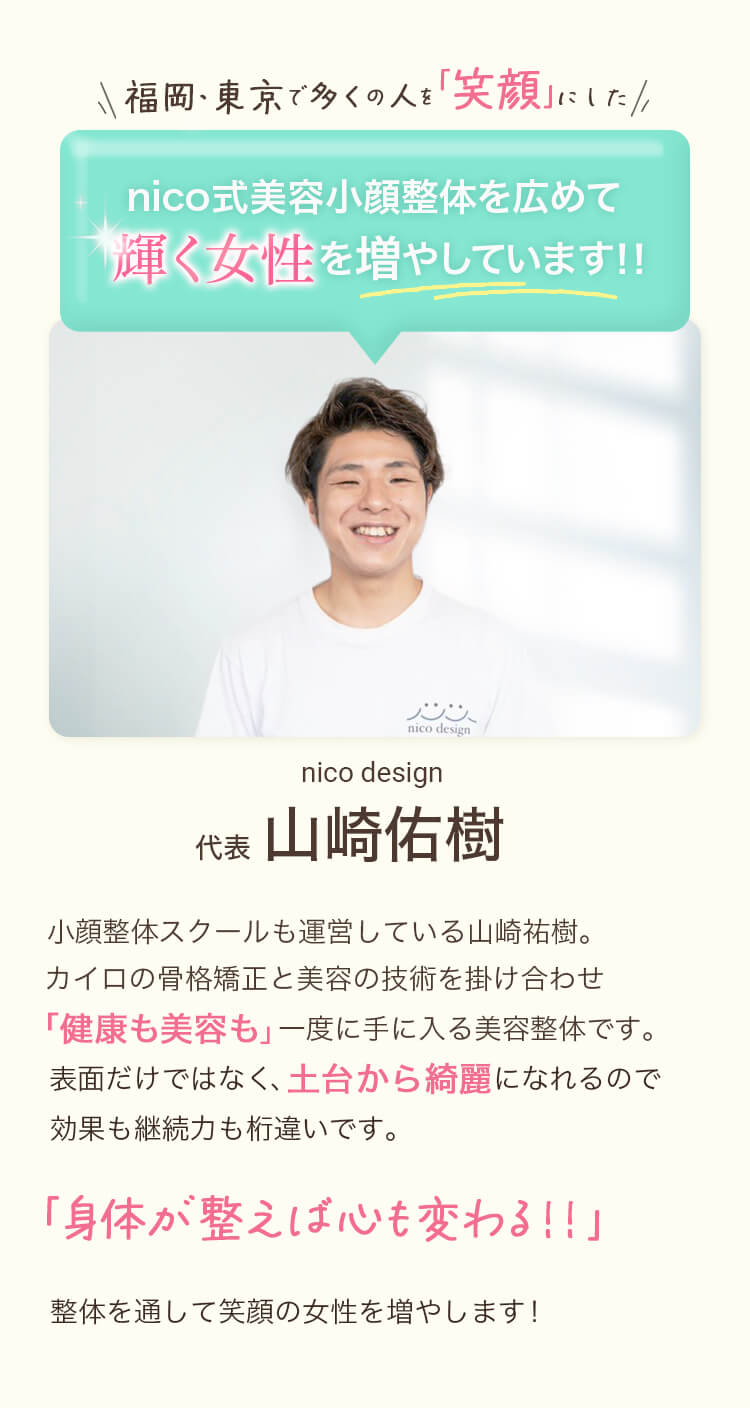 福岡・東京で多くの人を「笑顔」にした
nico式美容小顔整体を広めて
輝く女性を増やしています!!
nico design
nico design
代表 山崎佑樹
小顔整体スクールも運営している山崎祐樹。
カイロの骨格矯正と美容の技術を掛け合わせ
「健康も美容も」一度に手に入る美容整体です。
表面だけではなく、土台から綺麗になれるので
効果も継続力も桁違いです。
「身体が整えば心も変わる!!」
整体を通して笑顔の女性を増やします!